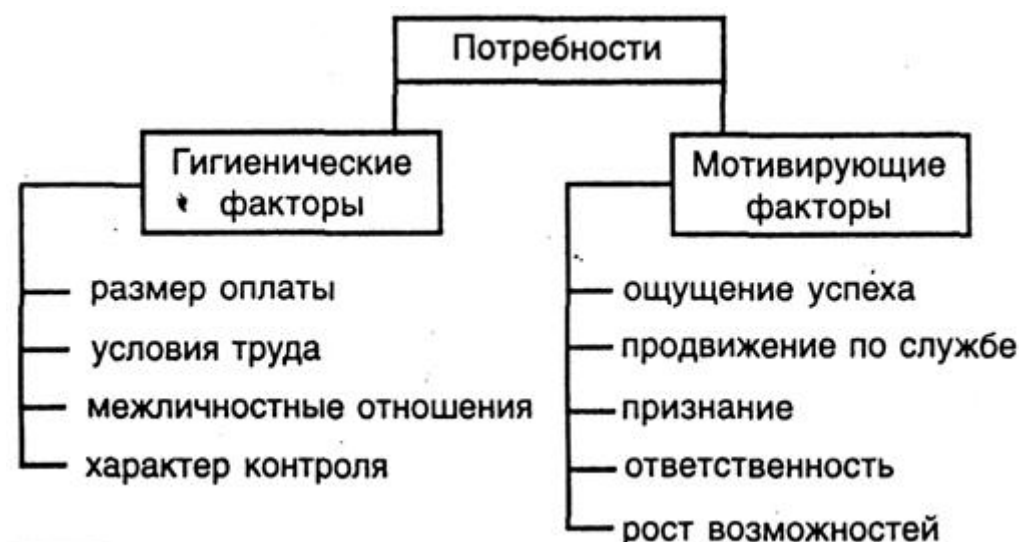 Потребности
Гигиенические
факторы
размер оплаты
условия труда
межличностные отношения
характер контроля
Мотивирующие
факторы
ощущение успеха
продвижение по службе
признание
ответственность
рост возможностей